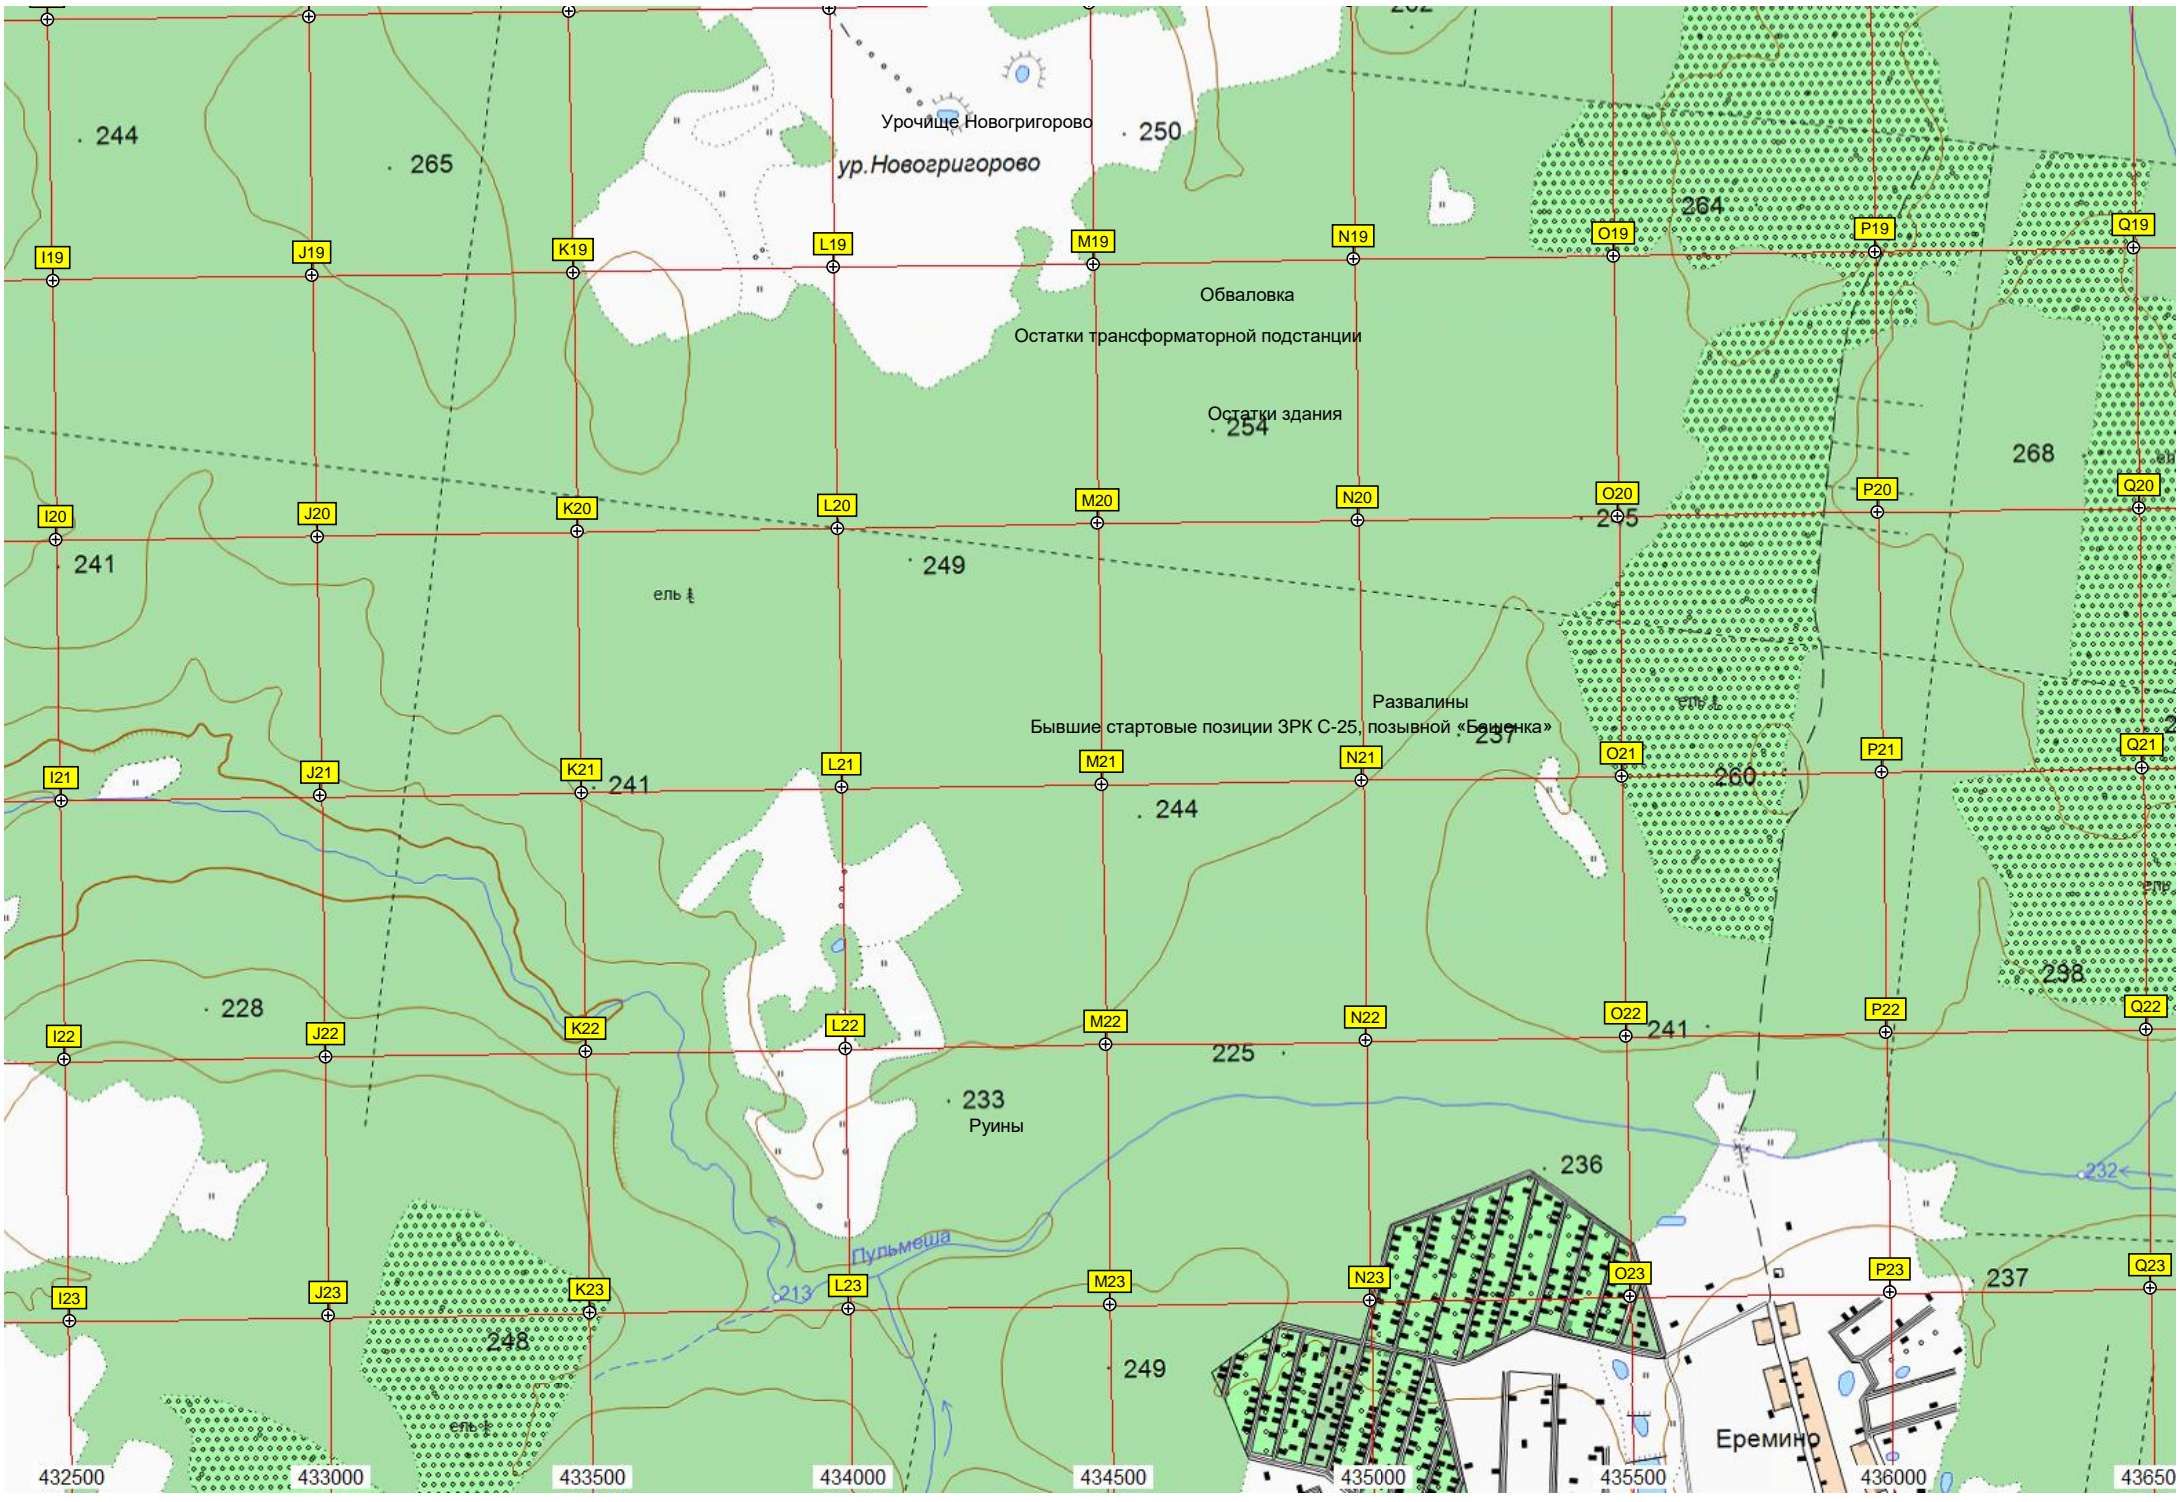 244
265
Урочище Новогригорово
ур.Новогригорово
250
264
I19
J19
K19
L19
M19
N19
O19
P19
Q19
Обваловка
Остатки трансформаторной подстанции
Остатки здания
254
268
I20
J20
K20
L20
M20
N20
O20
P20
Q20
241
249
ель
ель
Развалины
Бывшие стартовые позиции ЗРК С-25, позывной «Башенка»
237
I21
J21
K21
L21
M21
N21
O21
P21
Q21
241
244
260
ель
228
238
I22
J22
K22
L22
M22
N22
O22
P22
Q22
225
241
233
Руины
236
232
Пульмеша
213
237
I23
J23
K23
L23
M23
N23
O23
P23
Q23
248
249
ель
Еремино
432500
433000
433500
434000
434500
435000
435500
436000
43650